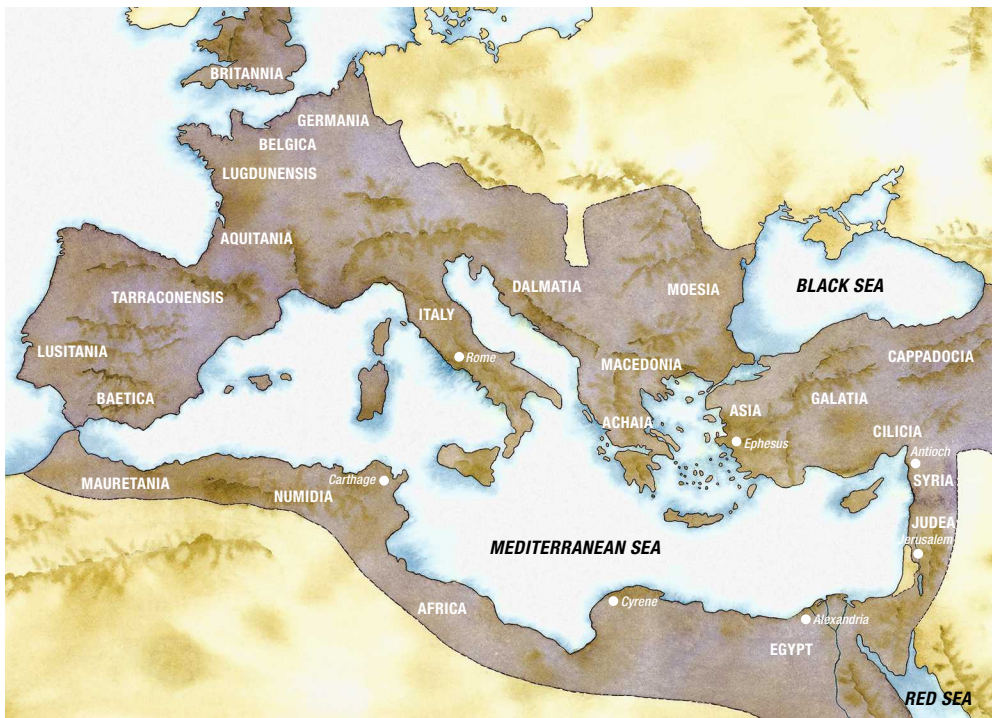 BRITANNIA
GERMANIA
BELGICA
LUGDUNENSIS
AQUITANIA
TARRACONENSIS
LUSITANIA
BAETICA
ITALY
Rome
DALMATIA
MOESIA
BLACK SEA
MACEDONIA
ACHAIA
ASIA
Ephesus
GALATIA
CAPPADOCIA
CILICIA
Antioch
SYRIA
JUDEA
Jerusalem
MAURETANIA
NUMIDIA
Carthage
MEDITERRANEAN SEA
AFRICA
Cyrene
Alexandria
EGYPT
RED SEA